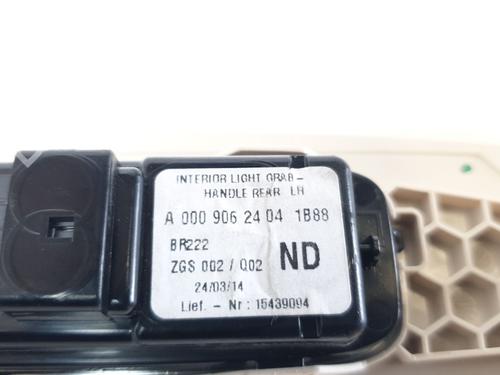 INTERIOR LIGHT GRAB-
HANDLE REAR LH
A 000 906 24 04 1B88
BR222
ZGS 002 / Q02 ND
24/03/14
Lief. - Nr: 15439094